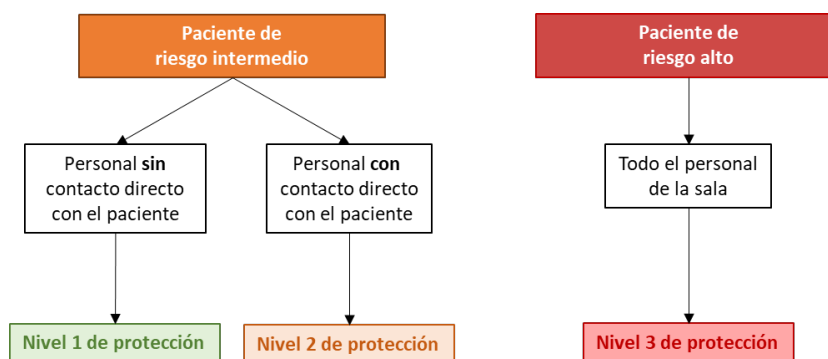 Paciente de
riesgo intermedio
Paciente de
riesgo alto
Personal sin
contacto directo
con el paciente
Personal con
contacto directo
con el paciente
Todo el personal
de la sala
Nivel 1 de protección
Nivel 2 de protección
Nivel 3 de protección